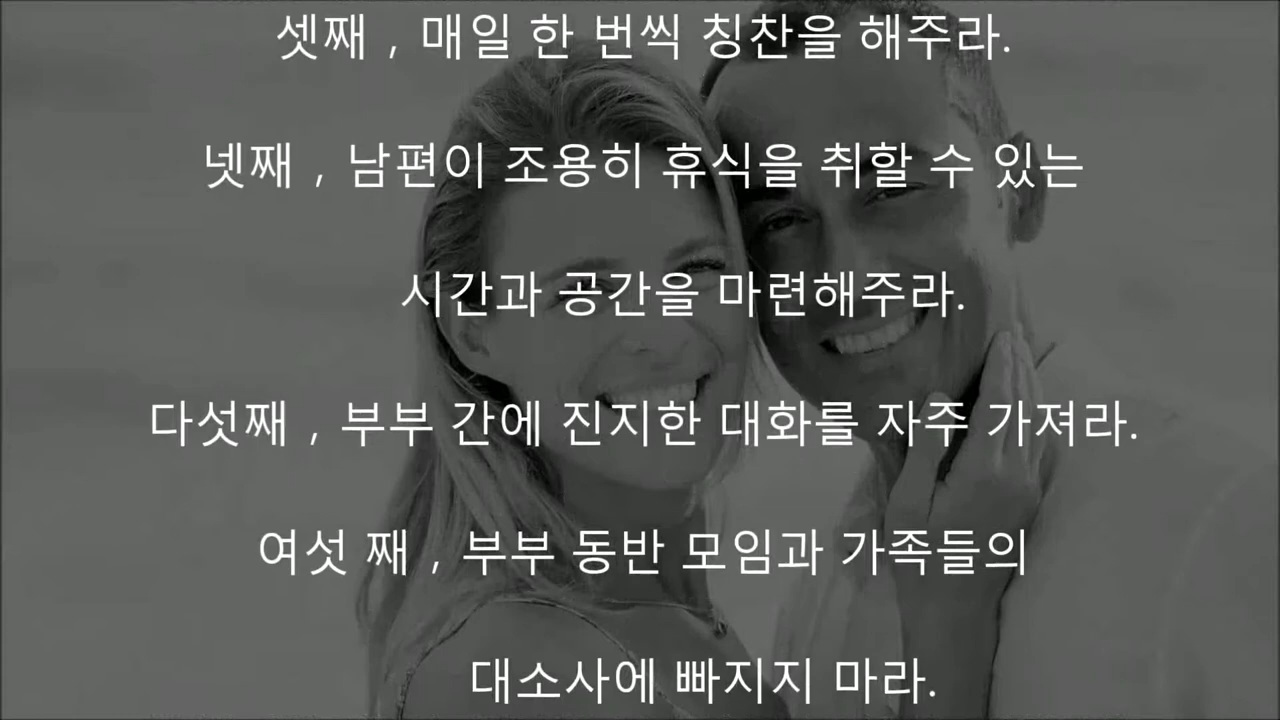 셋째 , 매일 한 번씩 칭찬을 해주라.
넷째 , 남편이 조용히 휴식을 취할 수 있는
시간과 공간을 마련해주라.
다섯째 , 부부 간에 진지한 대화를 자주 가져라.
여섯 째 , 부부 동반 모임과 가족들의
대소사에 빠지지 마라.